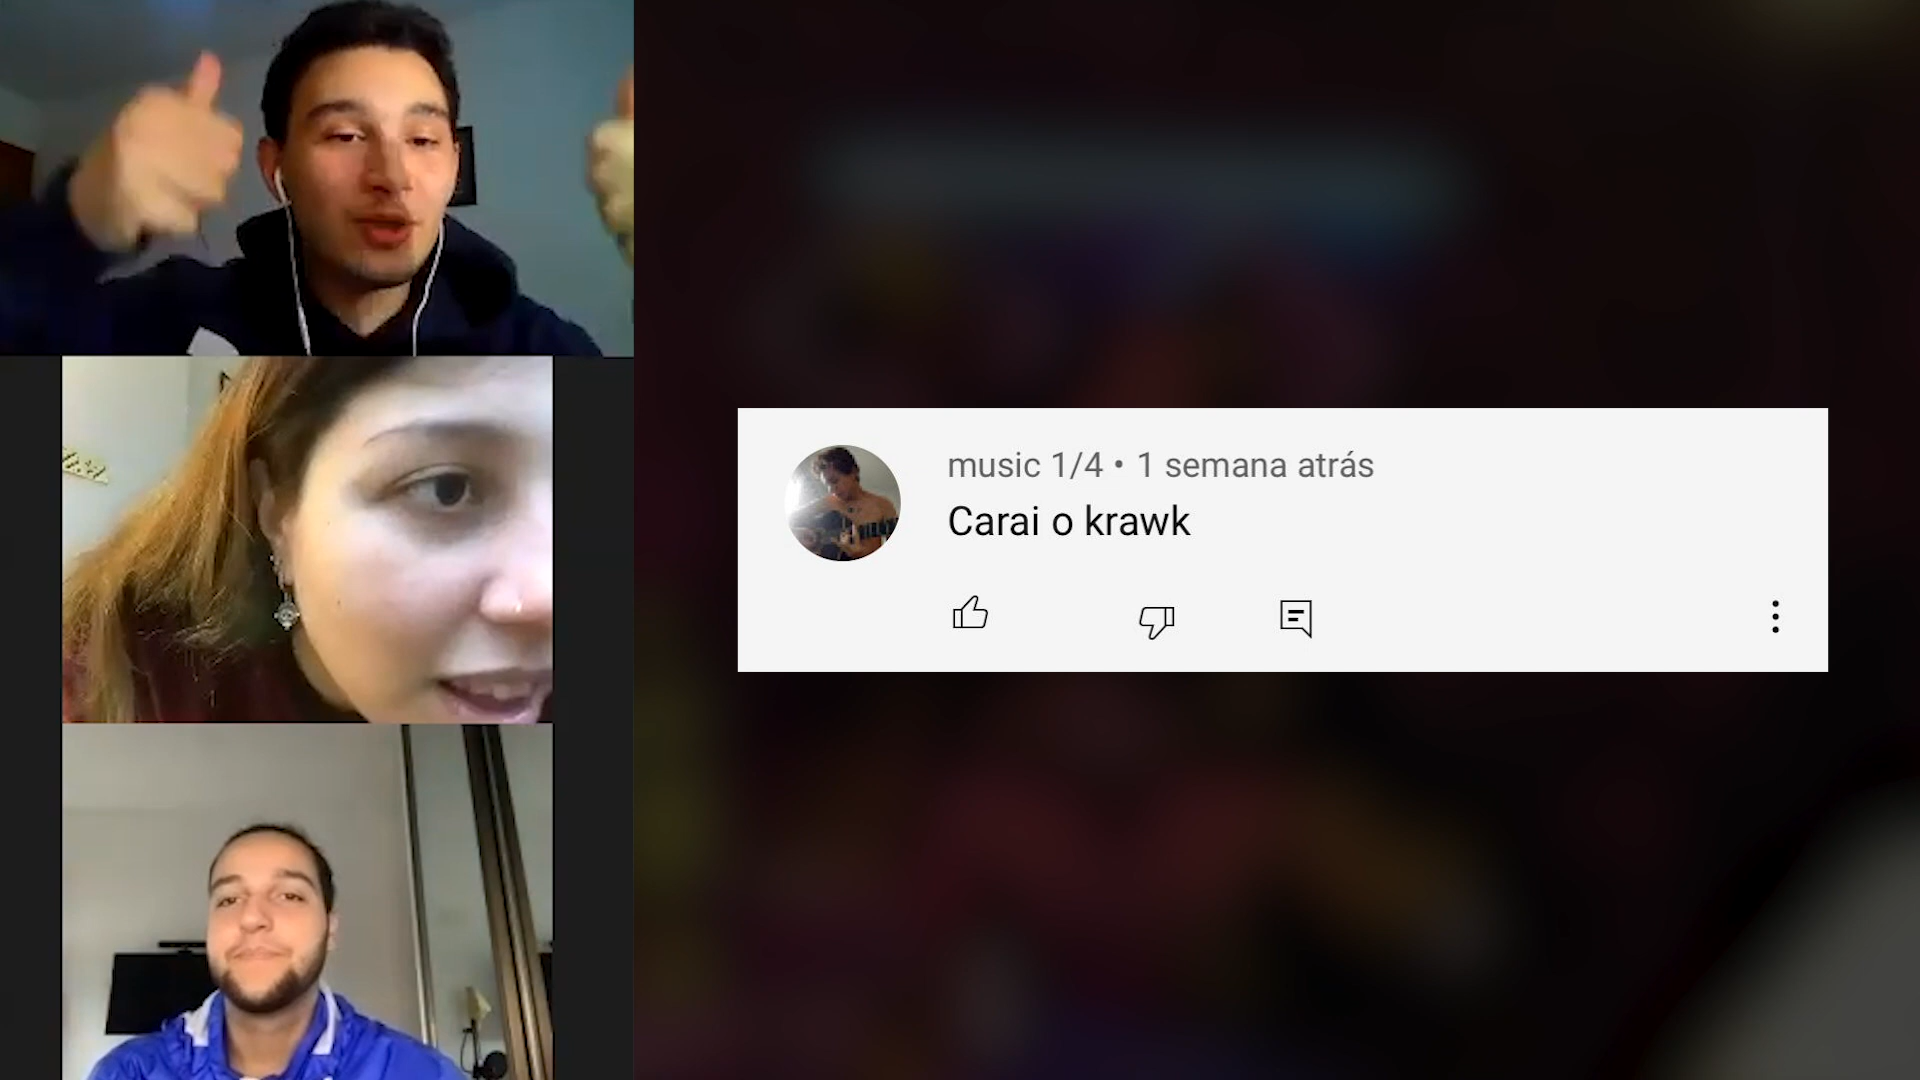 music 1/4 • 1 semana atrás
Carai o krawk